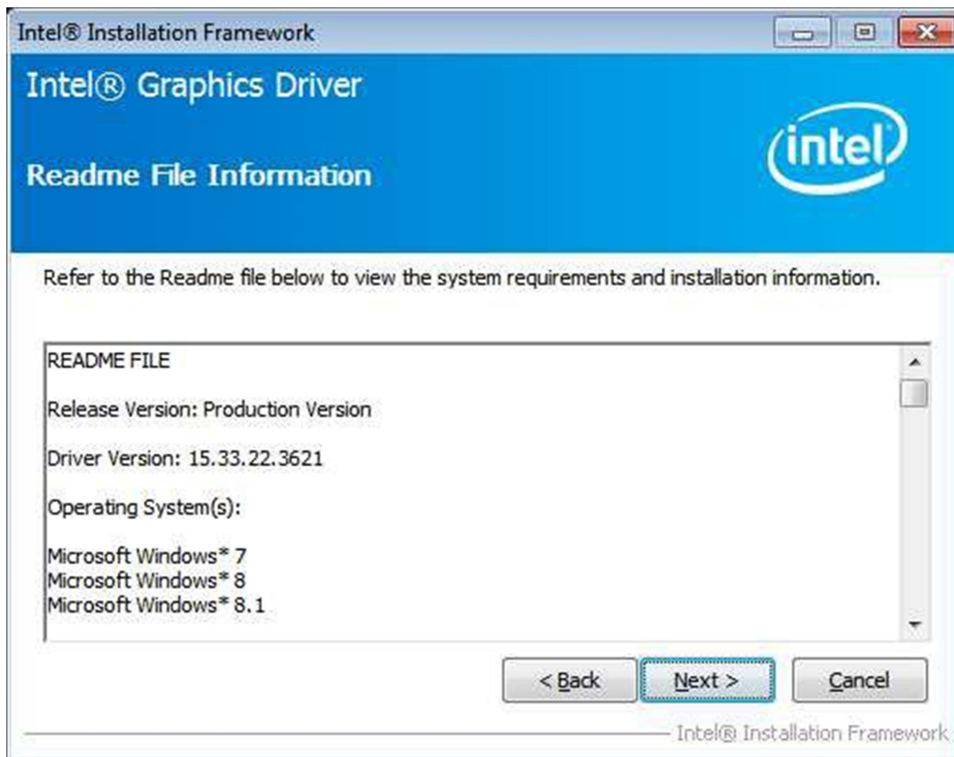 Intel® Installation Framework
Intel® Graphics Driver
intel
Readme File Information
Refer to the Readme file below to view the system requirements and installation information.
README FILE
Release Version: Production Version
Driver Version: 15.33.22.3621
Operating System(s):
Microsoft Windows* 7
Microsoft Windows* 8
Microsoft Windows* 8.1
< Back
Next >
Cancel
Intel® Installation Framework